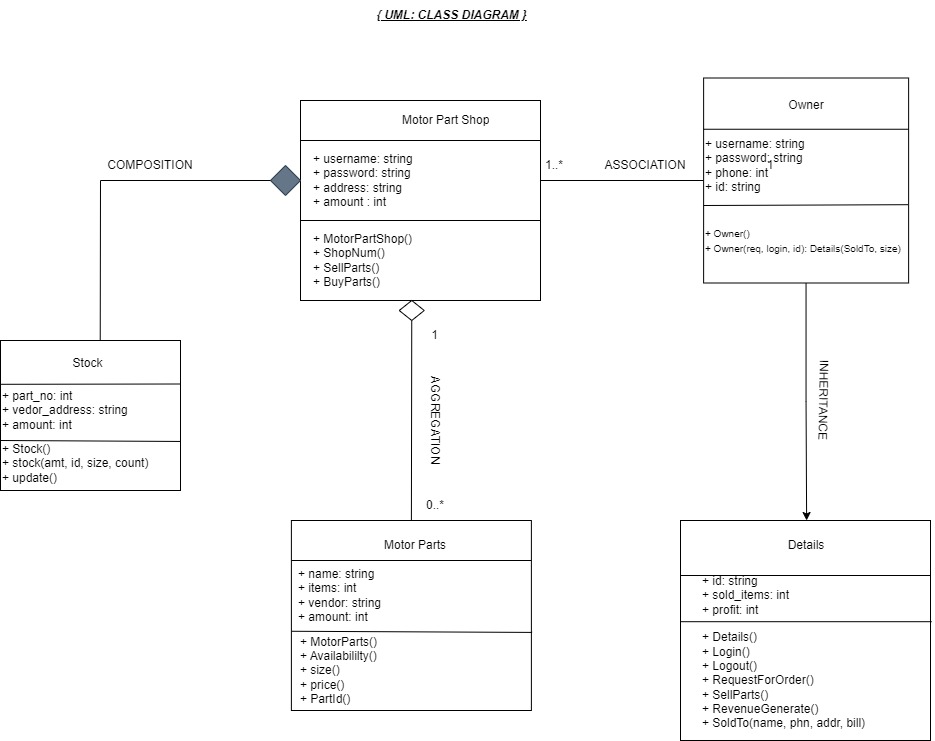 { UML: CLASS DIAGRAM }
Motor Part Shop
+ username: string
+ password: string
+ address: string
+ amount : int
+ MotorPartShop()
+ ShopNum()
+ SellParts()
+ BuyParts()
COMPOSITION
1..*
ASSOCIATION
1
Owner
+ username: string
+ password: string
+ phone: int
+ id: string
+ Owner()
+ Owner(req, login, id): Details(SoldTo, size)
Stock
+ part_no: int
+ vedor_address: string
+ amount: int
+ Stock()
+ stock(amt, id, size, count)
+ update()
1
AGGREGATION
0..*
INHERITANCE
Motor Parts
+ name: string
+ items: int
+ vendor: string
+ amount: int
+ MotorParts()
+ Availabililty()
+ size()
+ price()
+ PartId()
Details
+ id: string
+ sold_items: int
+ profit: int
+ Details()
+ Login()
+ Logout()
+ RequestForOrder()
+ SellParts()
+ RevenueGenerate()
+ SoldTo(name, phn, addr, bill)